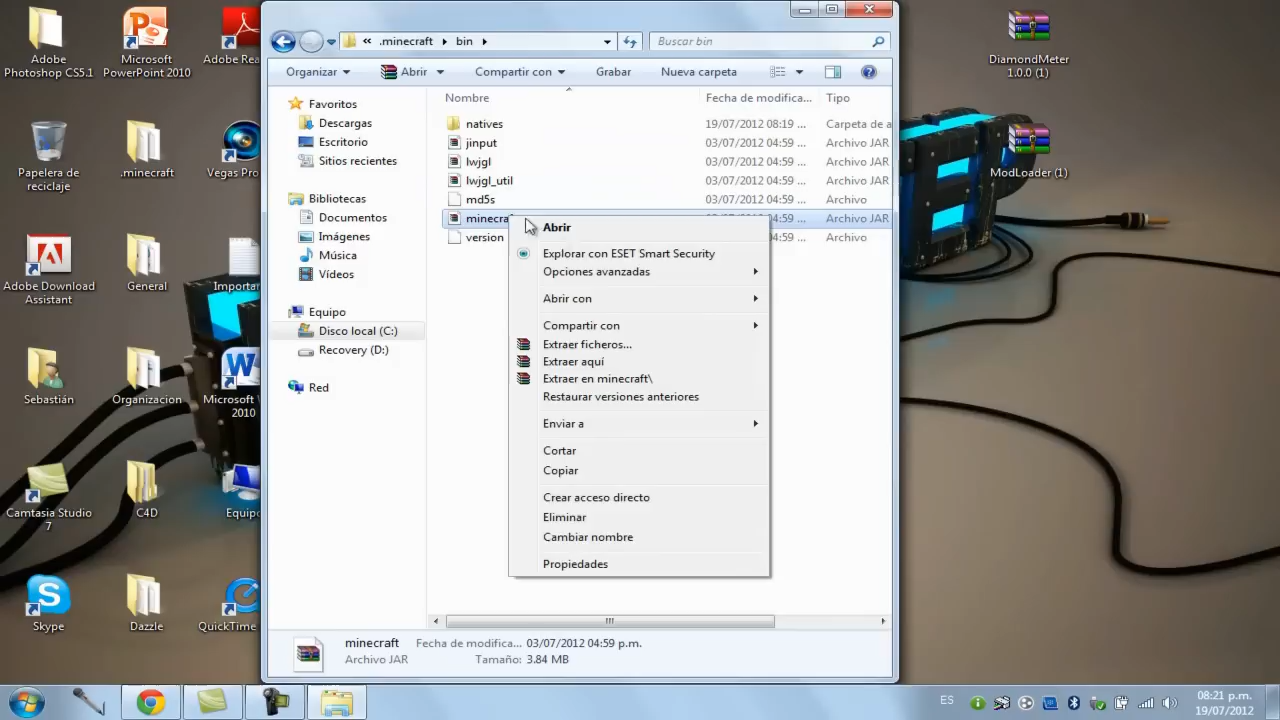 Adobe
Photoshop CS5.1
Microsoft
PowerPoint 2010
Adobe Rea
Papelera de
reciclaje
.minecraft
Vegas Pro
Adobe Download
Assistant
General
Importa
Sebastián
Organizacion
Microsoft
2010
Camtasia Studio
7
C4D
Equipo
Skype
Dazzle
QuickTime
« .minecraft bin
Buscar bin
Organizar
Abrir
Compartir con
Grabar
Nueva carpeta
Favoritos
Descargas
Escritorio
Sitios recientes
Bibliotecas
Documentos
Imágenes
Música
Vídeos
Equipo
Disco local (C:)
Recovery (D:)
Red
Nombre Fecha de modifica... Tipo
natives 19/07/2012 08:19 ... Carpeta de a
jinput 03/07/2012 04:59 ... Archivo JAR
lwjgl 03/07/2012 04:59 ... Archivo JAR
lwjgl_util 03/07/2012 04:59 ... Archivo JAR
md5s 03/07/2012 04:59 ... Archivo
minecraf 04:59 ... Archivo JAR
version 04:59 ... Archivo
Abrir
Explorar con ESET Smart Security
Opciones avanzadas
Abrir con
Compartir con
Extraer ficheros...
Extraer aquí
Extraer en minecraft\
Restaurar versiones anteriores
Enviar a
Cortar
Copiar
Crear acceso directo
Eliminar
Cambiar nombre
Propiedades
minecraft Fecha de modifica... 03/07/2012 04:59 p.m.
Archivo JAR Tamaño: 3.84 MB
DiamondMeter
1.0.0 (1)
ModLoader (1)
ES
08:21 p.m.
19/07/2012